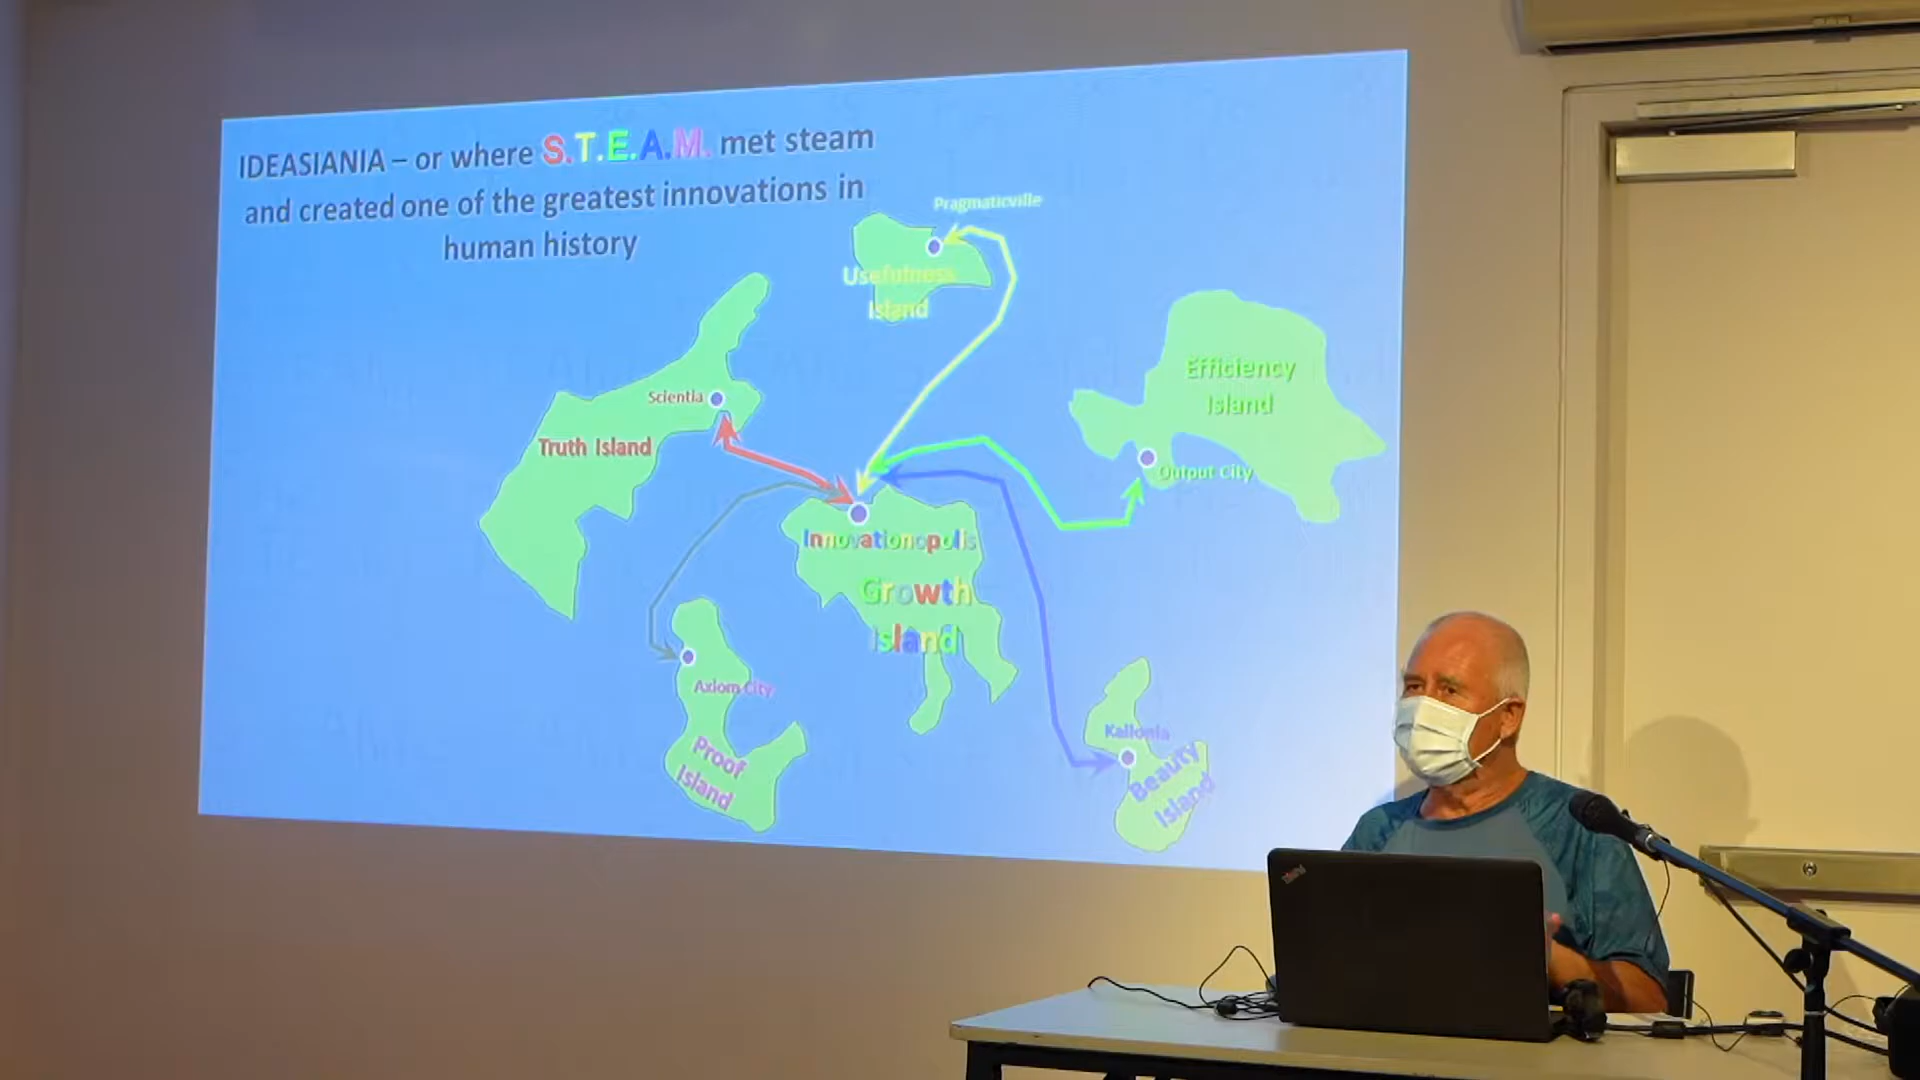 IDEASIANIA – or where S.T.E.A.M. met steam
and created one of the greatest innovations in
human history
Pragmaticville
Usefulness
Island
Efficiency
Island
Scientia
Truth Island
Output City
Innovationopolis
Growth
Island
Axiom City
Proof
Island
Kallonia
Beauty
Island